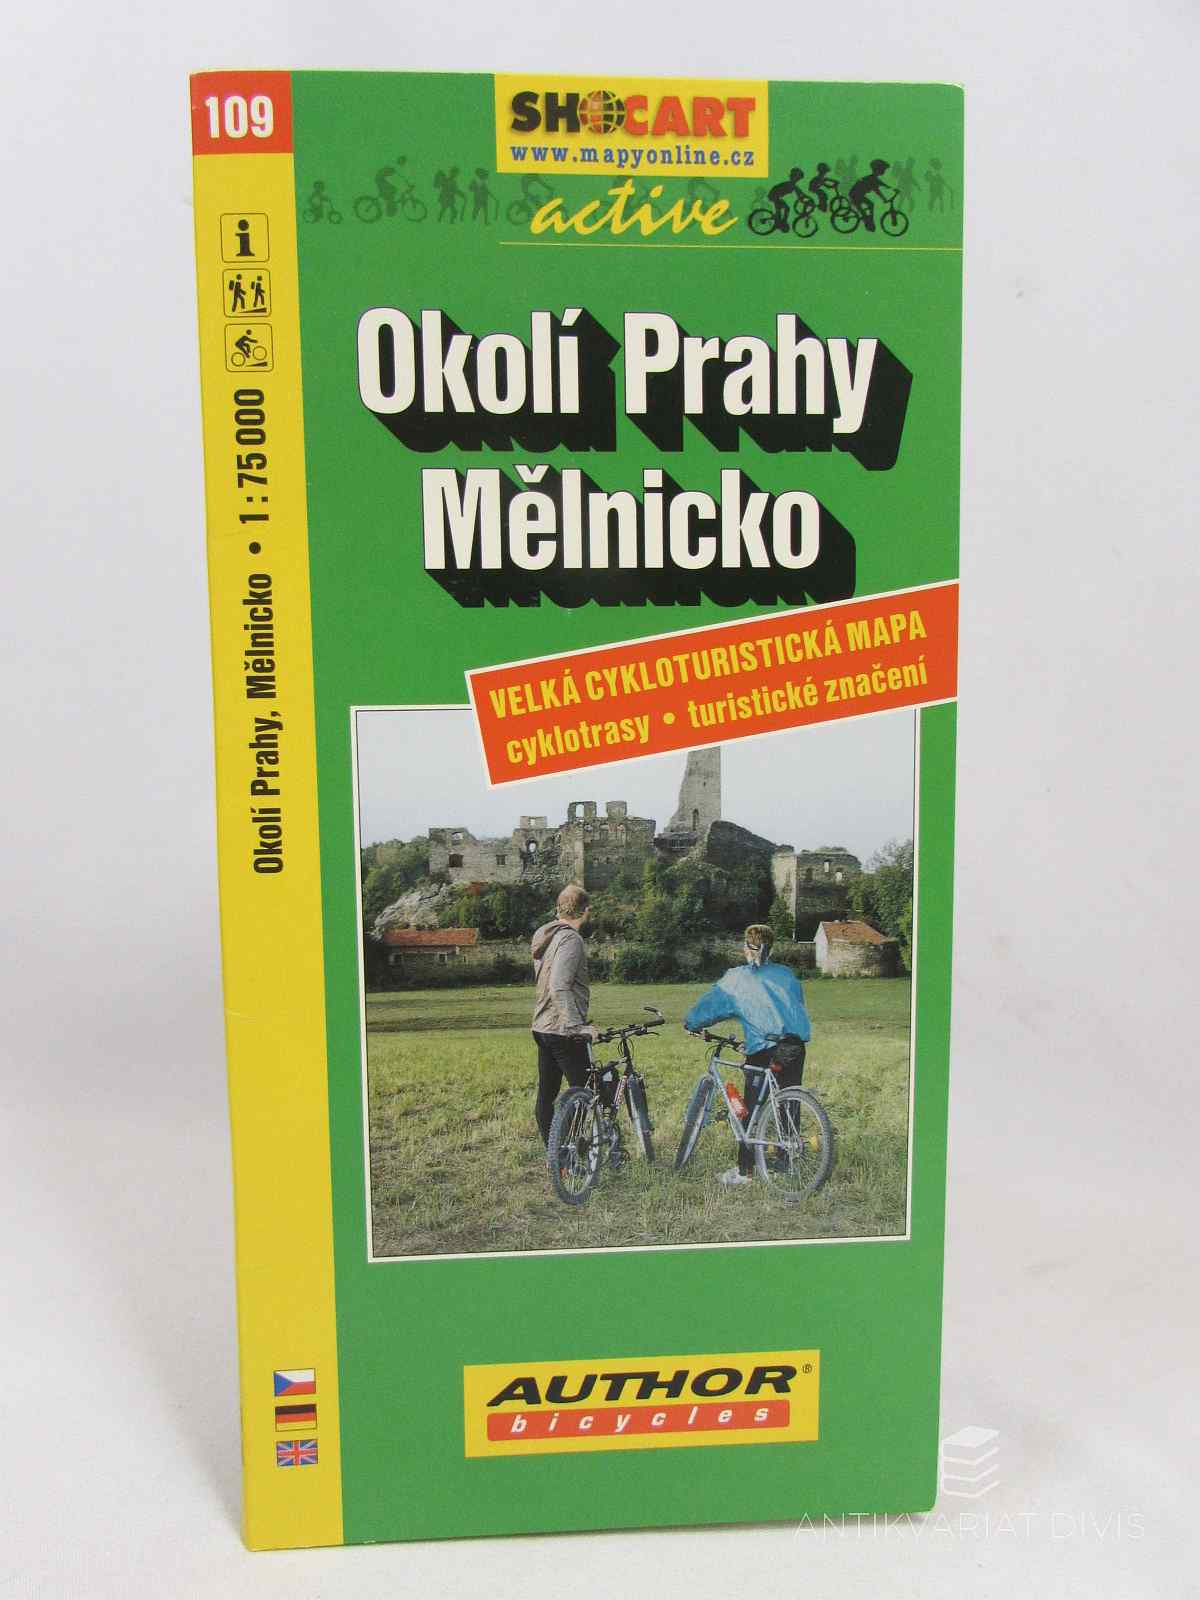 109
SHOCART
www.mapyonline.cz
active
Okolí Prahy
Mělnicko
VELKÁ CYKLOTURISTICKÁ MAPA
cyklotrasy • turistické značení
i
Okolí Prahy, Mělnicko • 1 : 75 000
AUTHOR®
bicycles
ANTIKVARIAT DIVIS